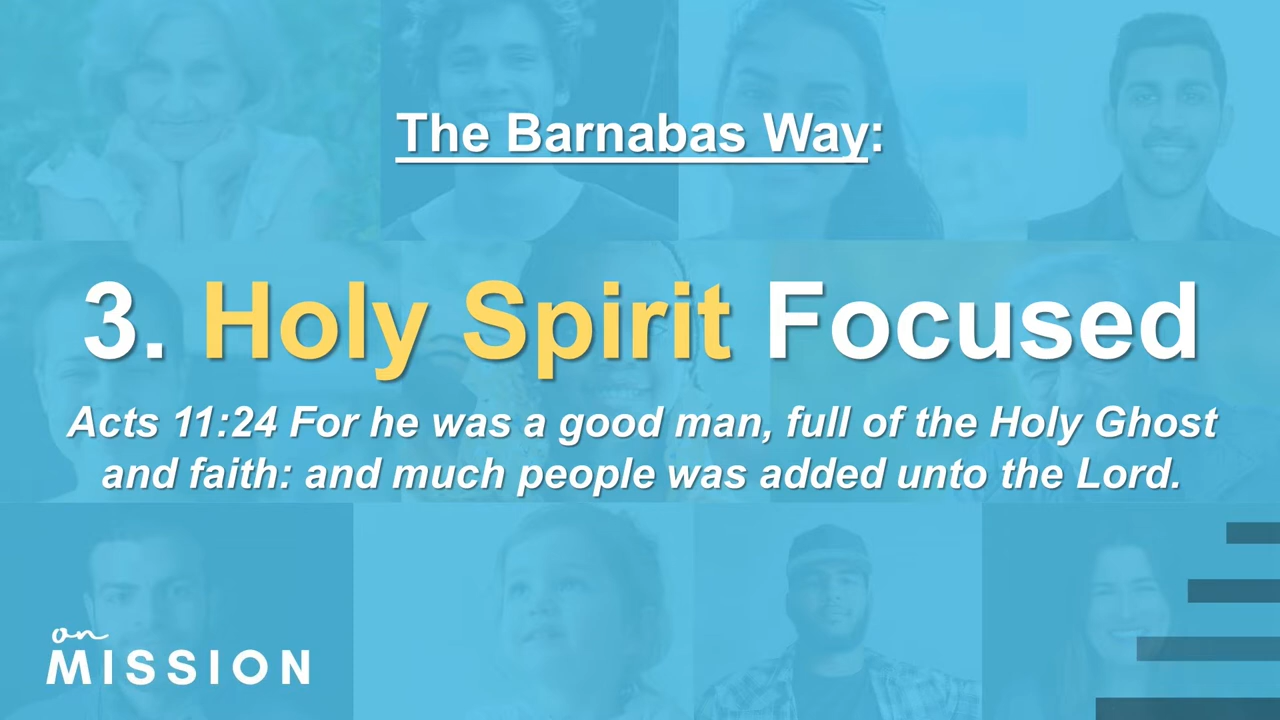 The Barnabas Way:
3. Holy Spirit Focused
Acts 11:24 For he was a good man, full of the Holy Ghost
and faith: and much people was added unto the Lord.
on
MISSION